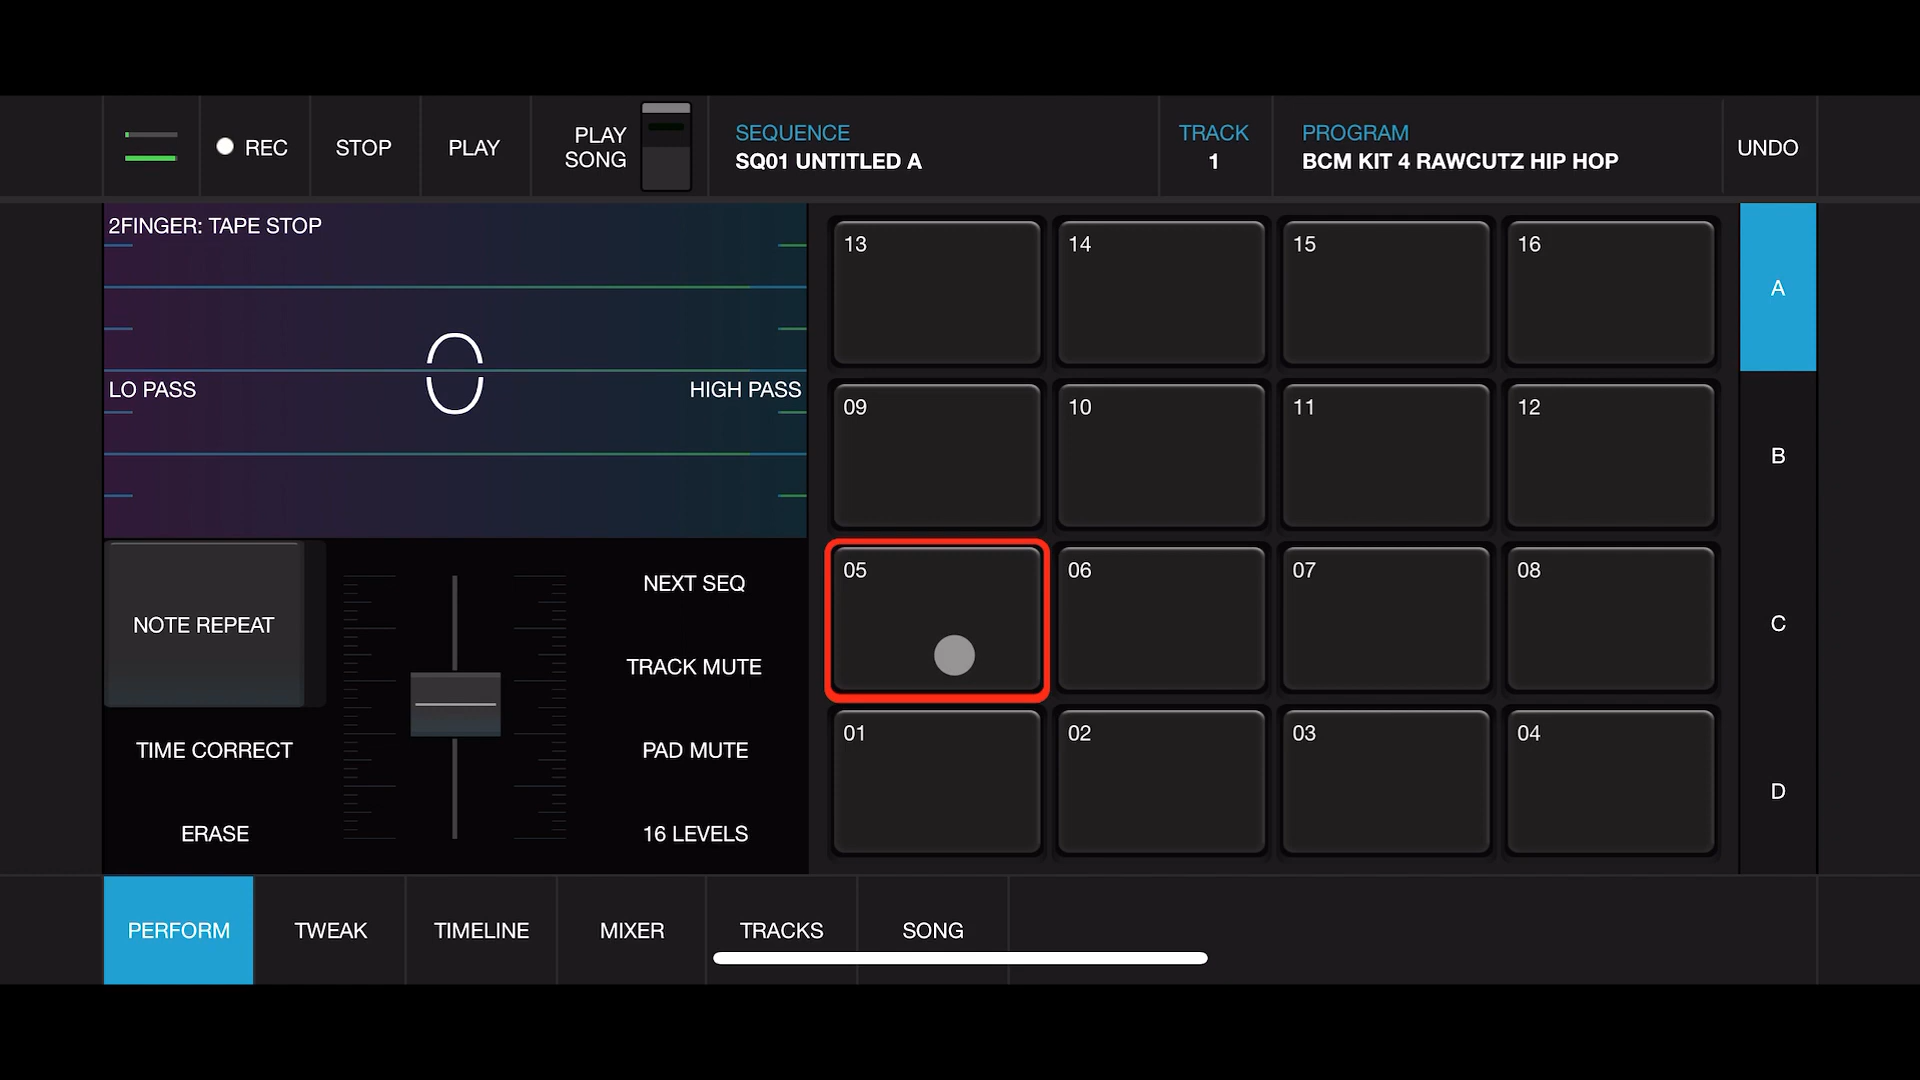 REC
STOP
PLAY
PLAY
SONG
SEQUENCE
SQ01 UNTITLED A
TRACK
1
PROGRAM
BCM KIT 4 RAWCUTZ HIP HOP
UNDO
2FINGER: TAPE STOP
LO PASS
HIGH PASS
NOTE REPEAT
TIME CORRECT
ERASE
NEXT SEQ
TRACK MUTE
PAD MUTE
16 LEVELS
13
14
15
16
09
10
11
12
05
06
07
08
01
02
03
04
A
B
C
D
PERFORM
TWEAK
TIMELINE
MIXER
TRACKS
SONG